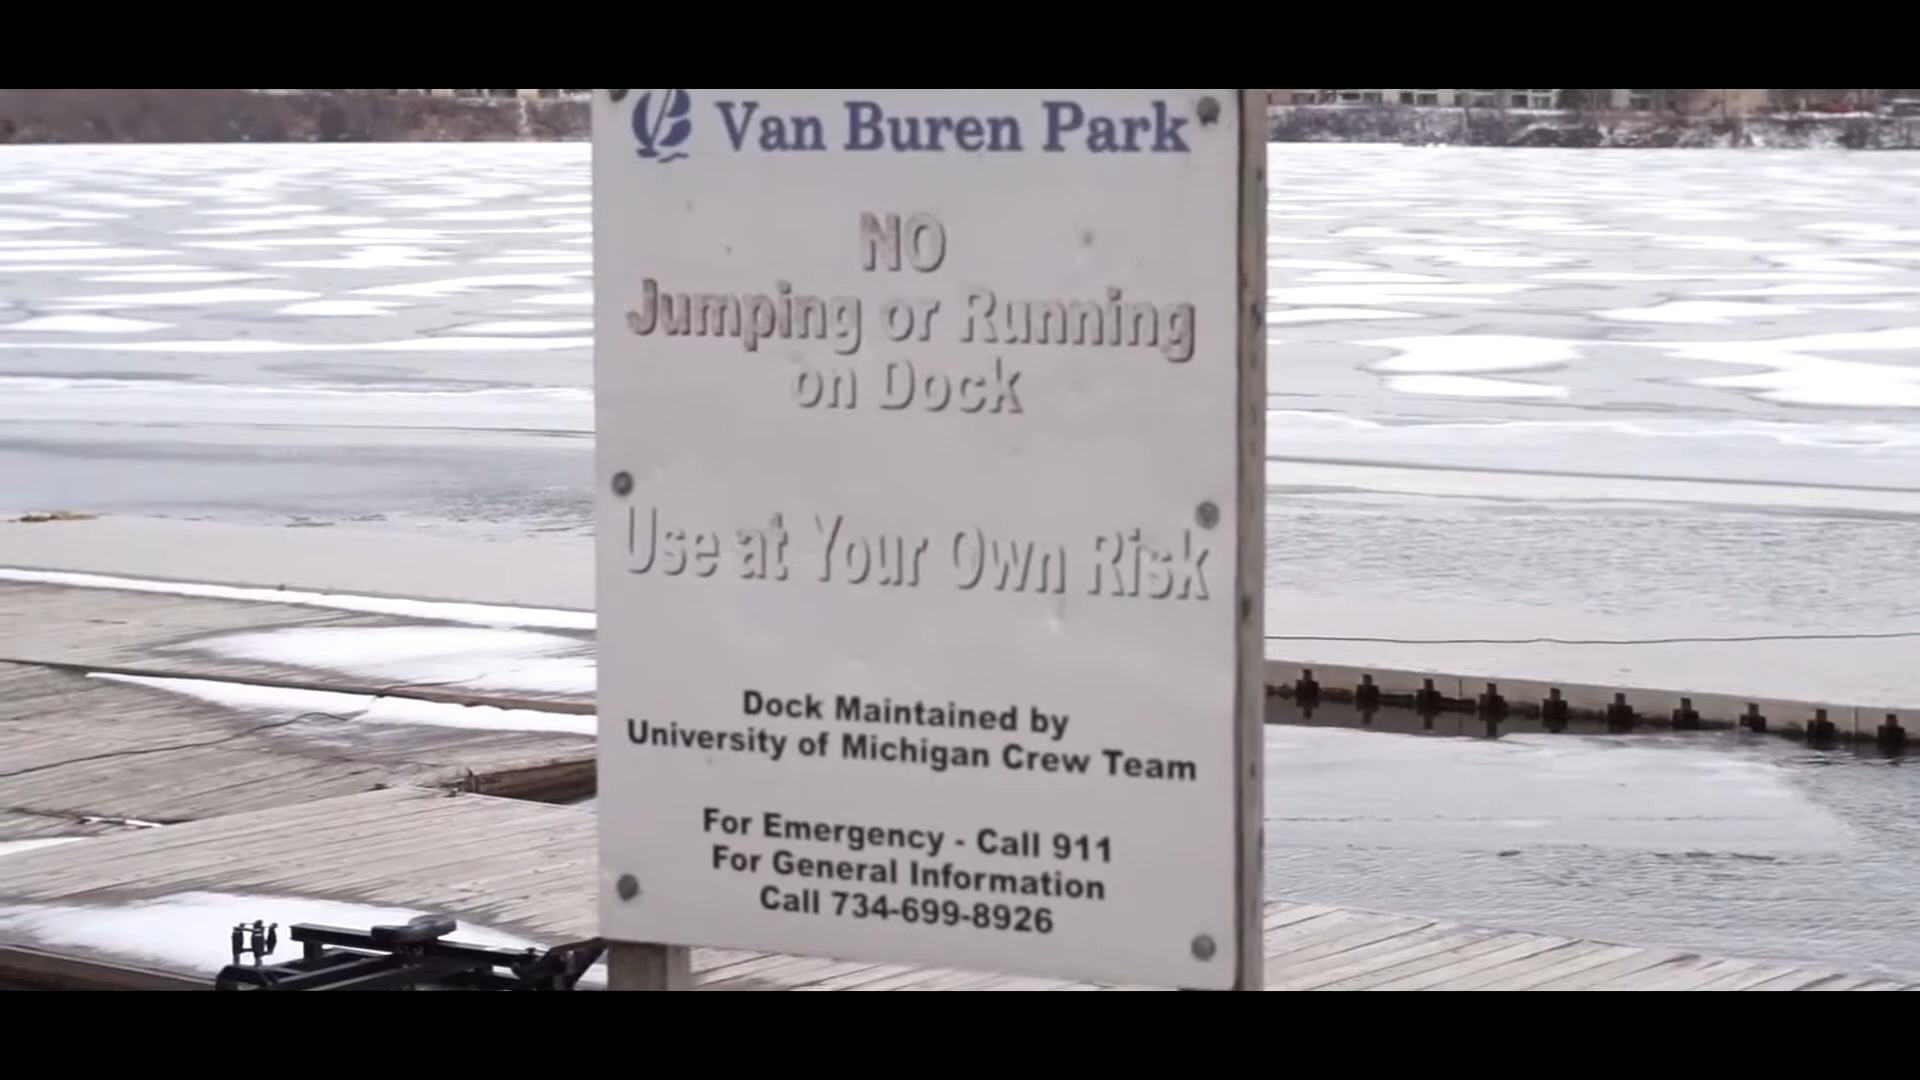 Van Buren Park
NO
Jumping or Running
on Dock
Use at Your Own Risk
Dock Maintained by
University of Michigan Crew Team
For Emergency - Call 911
For General Information
Call 734-699-8926